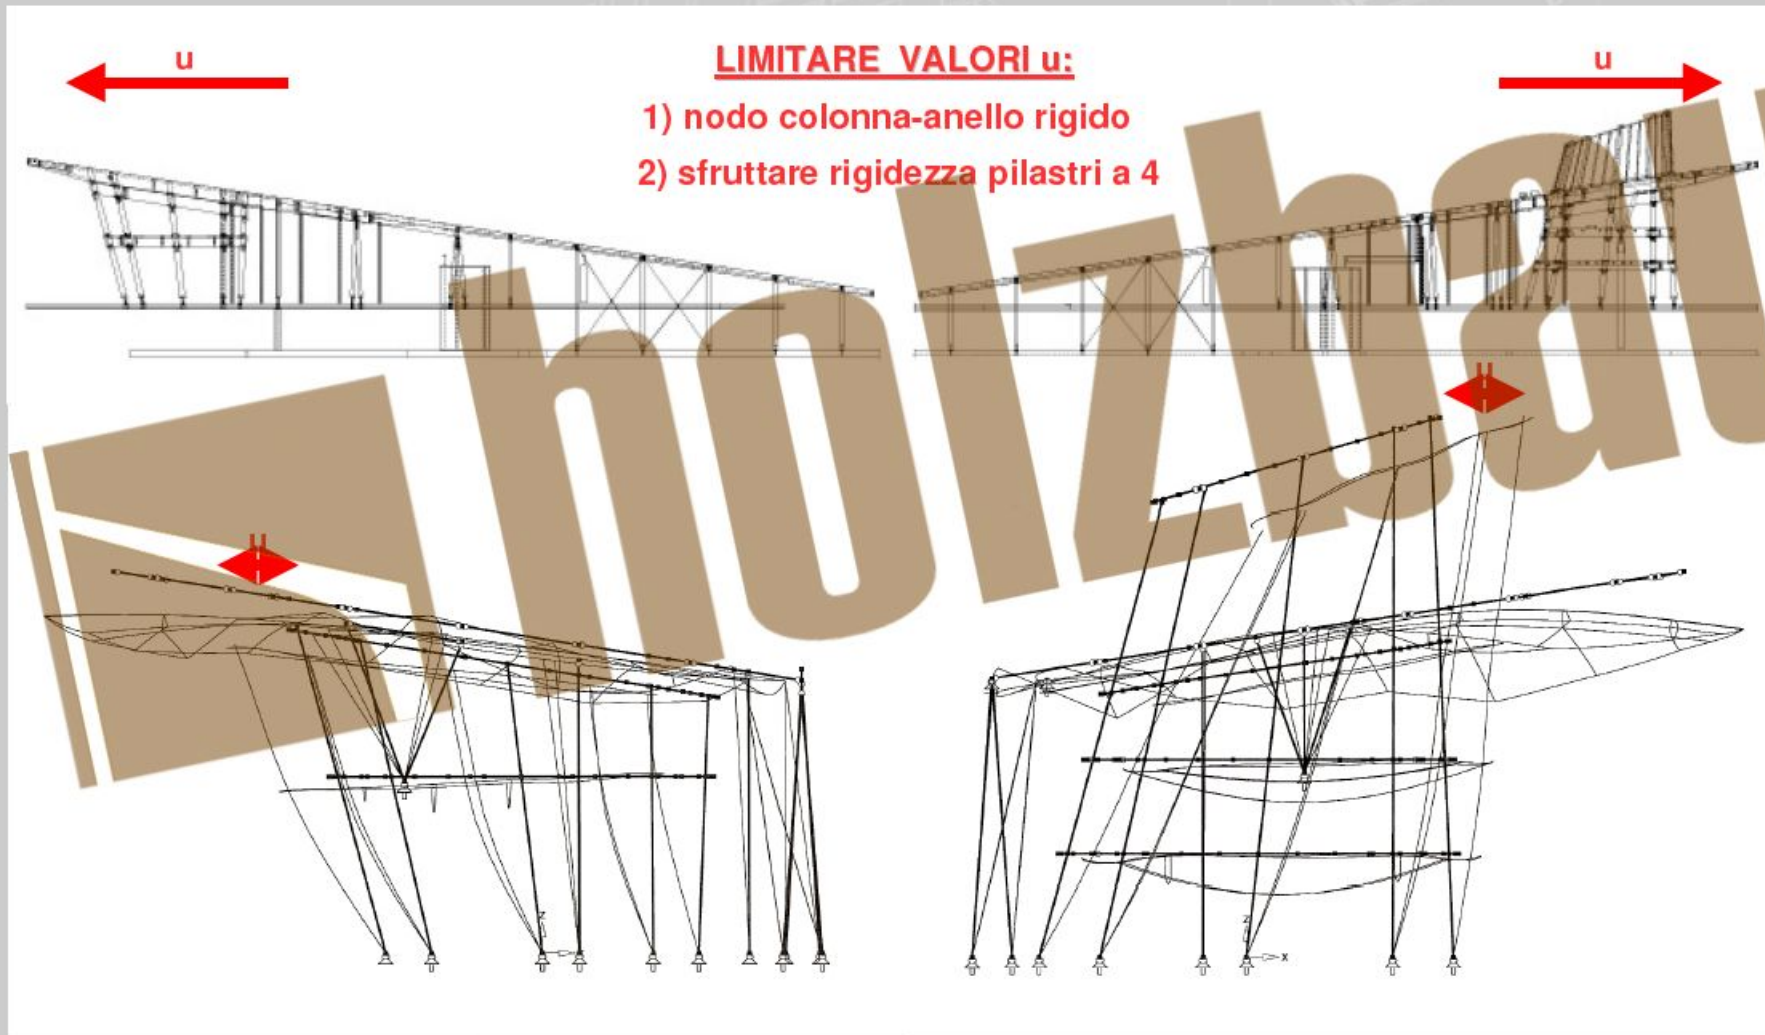 u
LIMITARE VALORI u:
u
1) nodo colonna-anello rigido
2) sfruttare rigidezza pilastri a 4
holzbau
u
u
z
z
x